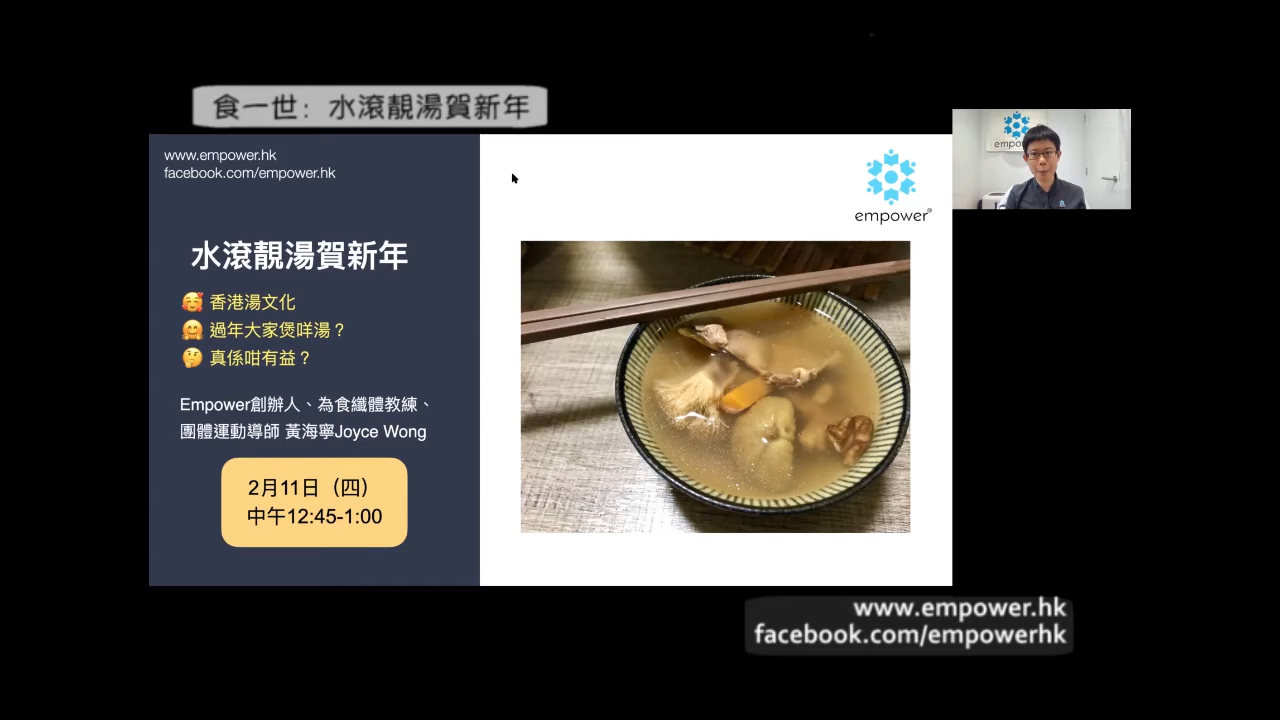 食一世：水滾靚湯賀新年
www.empower.hk
facebook.com/empower.hk
水滾靚湯賀新年
🥰 香港湯文化
🤗 過年大家煲咩湯？
🤔 真係咁有益？
Empower創辦人、為食纖體教練、
團體運動導師 黃海寧Joyce Wong
2月11日（四）
中午12:45-1:00
empower®
empower
www.empower.hk
facebook.com/empowerhk